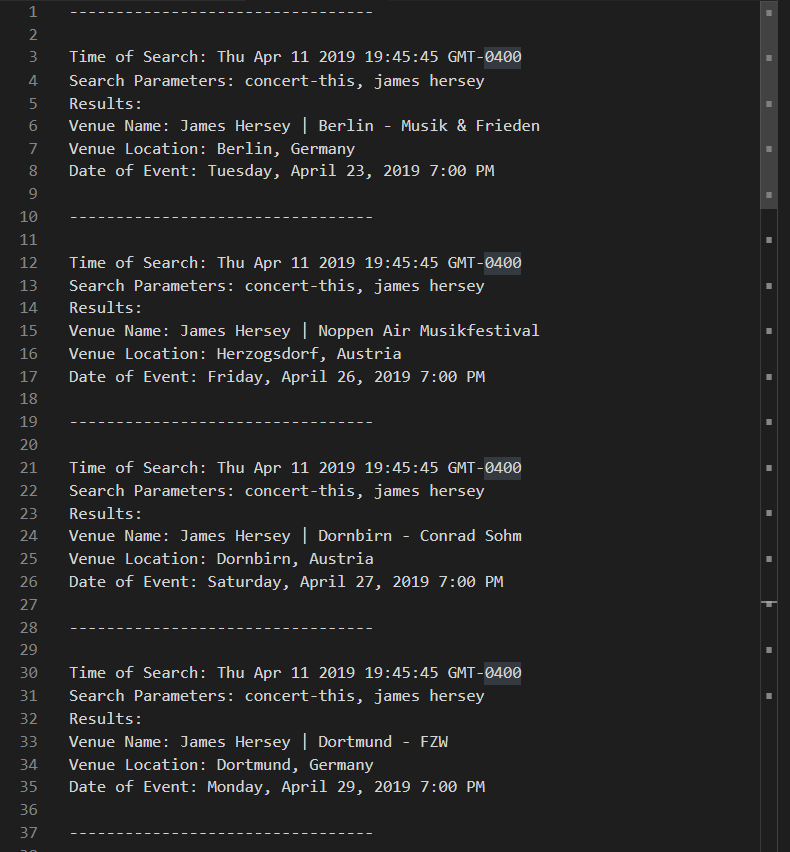 1 ---------------------------------
2
3 Time of Search: Thu Apr 11 2019 19:45:45 GMT-0400
4 Search Parameters: concert-this, james hersey
5 Results:
6 Venue Name: James Hersey | Berlin - Musik & Frieden
7 Venue Location: Berlin, Germany
8 Date of Event: Tuesday, April 23, 2019 7:00 PM
9
10 ---------------------------------
11
12 Time of Search: Thu Apr 11 2019 19:45:45 GMT-0400
13 Search Parameters: concert-this, james hersey
14 Results:
15 Venue Name: James Hersey | Noppen Air Musikfestival
16 Venue Location: Herzogsdorf, Austria
17 Date of Event: Friday, April 26, 2019 7:00 PM
18
19 ---------------------------------
20
21 Time of Search: Thu Apr 11 2019 19:45:45 GMT-0400
22 Search Parameters: concert-this, james hersey
23 Results:
24 Venue Name: James Hersey | Dornbirn - Conrad Sohm
25 Venue Location: Dornbirn, Austria
26 Date of Event: Saturday, April 27, 2019 7:00 PM
27
28 ---------------------------------
29
30 Time of Search: Thu Apr 11 2019 19:45:45 GMT-0400
31 Search Parameters: concert-this, james hersey
32 Results:
33 Venue Name: James Hersey | Dortmund - FZW
34 Venue Location: Dortmund, Germany
35 Date of Event: Monday, April 29, 2019 7:00 PM
36
37 ---------------------------------